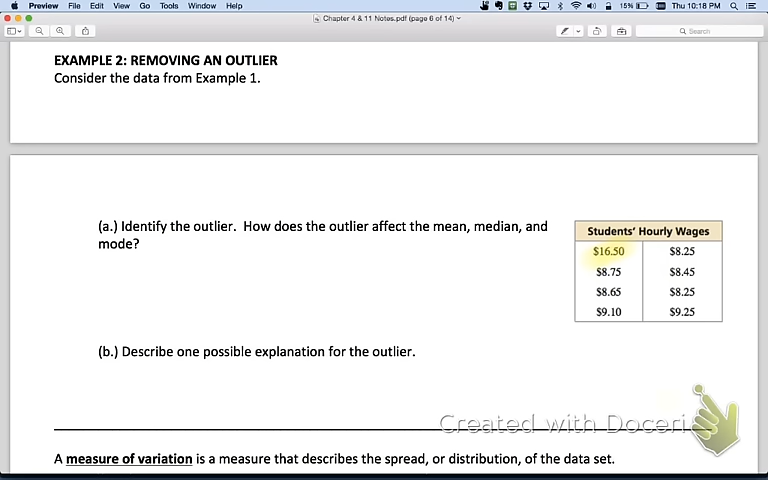 Preview File Edit View Go Tools Window Help 15% Thu 10:18 PM
Chapter 4 & 11 Notes.pdf (page 6 of 14)
Search
EXAMPLE 2: REMOVING AN OUTLIER
Consider the data from Example 1.
(a.) Identify the outlier. How does the outlier affect the mean, median, and
mode?
Students' Hourly Wages
$16.50 $8.25
$8.75 $8.45
$8.65 $8.25
$9.10 $9.25
(b.) Describe one possible explanation for the outlier.
Created with Doceri
A measure of variation is a measure that describes the spread, or distribution, of the data set.